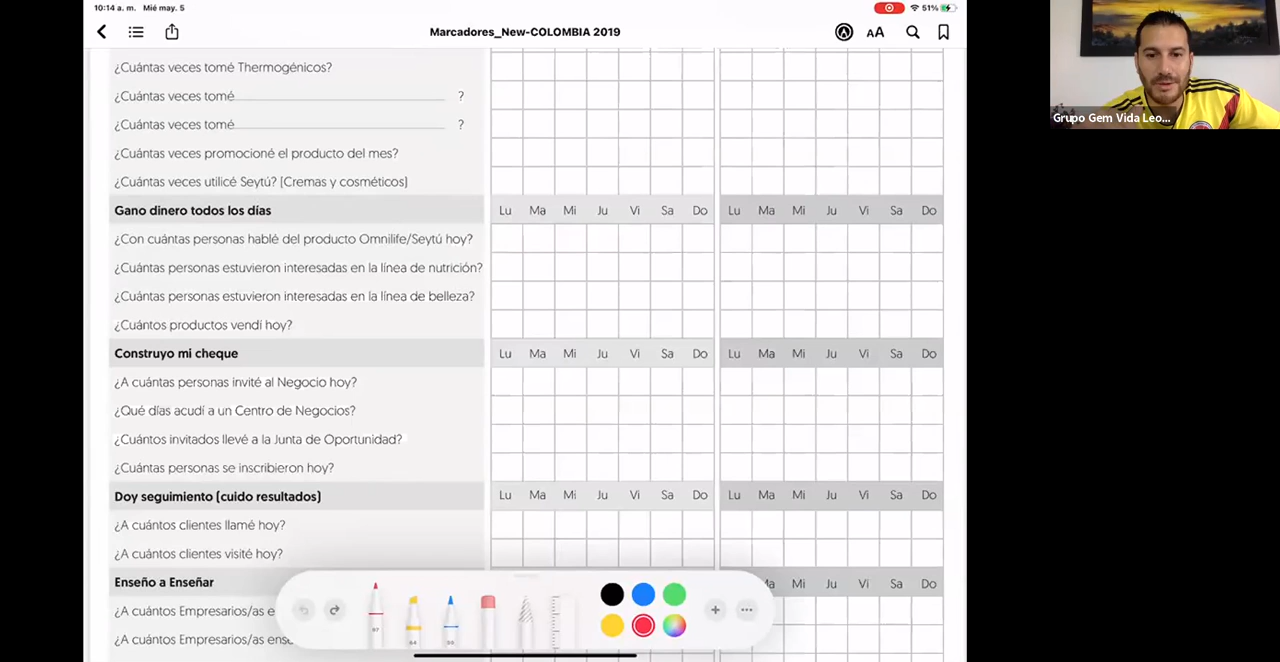 10:14 a. m. Mié may. 5
51%
Marcadores_New-COLOMBIA 2019
AA
¿Cuántas veces tomé Thermogénicos?
¿Cuántas veces tomé ?
¿Cuántas veces tomé ?
¿Cuántas veces promocioné el producto del mes?
¿Cuántas veces utilicé Seytú? [Cremas y cosméticos]
Gano dinero todos los días Lu Ma Mi Ju Vi Sa Do Lu Ma Mi Ju Vi Sa Do
¿Con cuántas personas hablé del producto Omnilife/Seytú hoy?
¿Cuántas personas estuvieron interesadas en la línea de nutrición?
¿Cuántas personas estuvieron interesadas en la línea de belleza?
¿Cuántos productos vendí hoy?
Construyo mi cheque Lu Ma Mi Ju Vi Sa Do Lu Ma Mi Ju Vi Sa Do
¿A cuántas personas invité al Negocio hoy?
¿Qué días acudí a un Centro de Negocios?
¿Cuántos invitados llevé a la Junta de Oportunidad?
¿Cuántas personas se inscribieron hoy?
Doy seguimiento (cuido resultados) Lu Ma Mi Ju Vi Sa Do Lu Ma Mi Ju Vi Sa Do
¿A cuántos clientes llamé hoy?
¿A cuántos clientes visité hoy?
Enseño a Enseñar Mi Ju Vi Sa Do
¿A cuántos Empresarios/as e
¿A cuántos Empresarios/as ens
Grupo Gem Vida Leo...